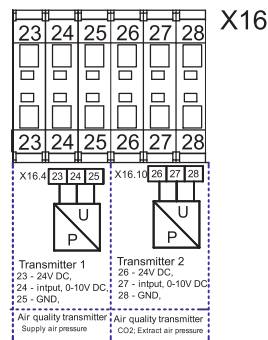 X16
23 24 25 26 27 28
23 24 25 26 27 28
X16.4 23 24 25
X16.10 26 27 28
U
P
U
P
Transmitter 1
23 - 24V DC,
24 - intput, 0-10V DC
25 - GND,
Transmitter 2
26 - 24V DC,
27 - intput, 0-10V DC
28 - GND,
Air quality transmitter
Supply air pressure
Air quality transmitter
CO2; Extract air pressure